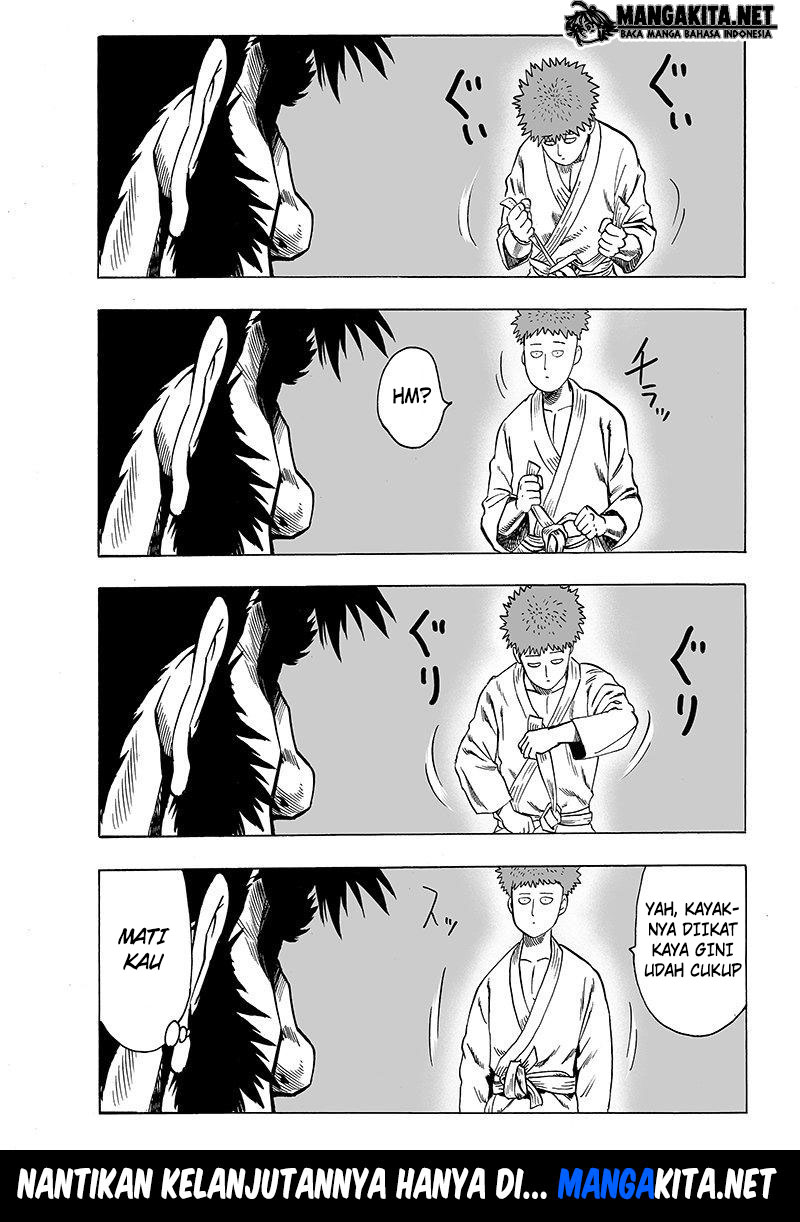 MANGAKITA.NET
BACA MANGA BAHASA INDONESIA
ぐい
ぐい
HM?
チラッ
ぐり
ぐり
YAH, KAYAK-
NYA DIIKAT
KAYA GINI
UDAH CUKUP
スッ
MATI
KAU
NANTIKAN KELANJUTANNYA HANYA DI... MANGAKITA.NET